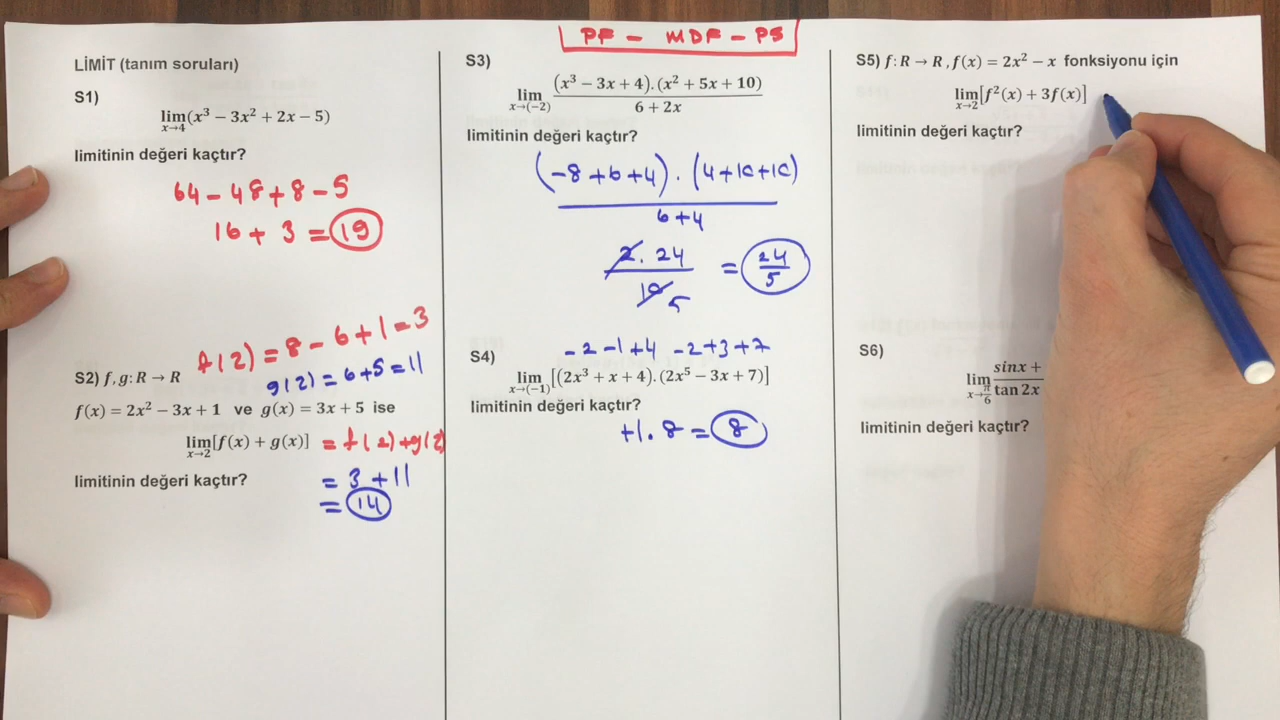 PF - MDF - PS
LİMİT (tanım soruları)
S1)
lim x→4 (x³ − 3x² + 2x − 5)
limitinin değeri kaçtır?
64 - 48 + 8 - 5
16 + 3 = 19
f(2) = 8 - 6 + 1 = 3
g(2) = 6 + 5 = 11
S2) f, g: R → R
f(x) = 2x² − 3x + 1 ve g(x) = 3x + 5 ise
lim x→2 [f(x) + g(x)] = f(2) + g(2)
limitinin değeri kaçtır?
= 3 + 11
= 14
S3)
lim x→(−2) (x³ − 3x + 4).(x² + 5x + 10) / 6 + 2x
limitinin değeri kaçtır?
(-8 + 6 + 4) . (4 + 10 + 10)
6 + 4
2 . 24 / 10 5 = 24/5
-2 -1 +4 -2 +3 +7
S4)
lim x→(−1) [(2x³ + x + 4).(2x⁵ − 3x + 7)]
limitinin değeri kaçtır?
+1 . 8 = 8
S5) f: R → R , f(x) = 2x² − x fonksiyonu için
lim x→2 [f²(x) + 3f(x)]
limitinin değeri kaçtır?
S6)
lim x→π/6 sinx + / tan 2x
limitinin değeri kaçtır?